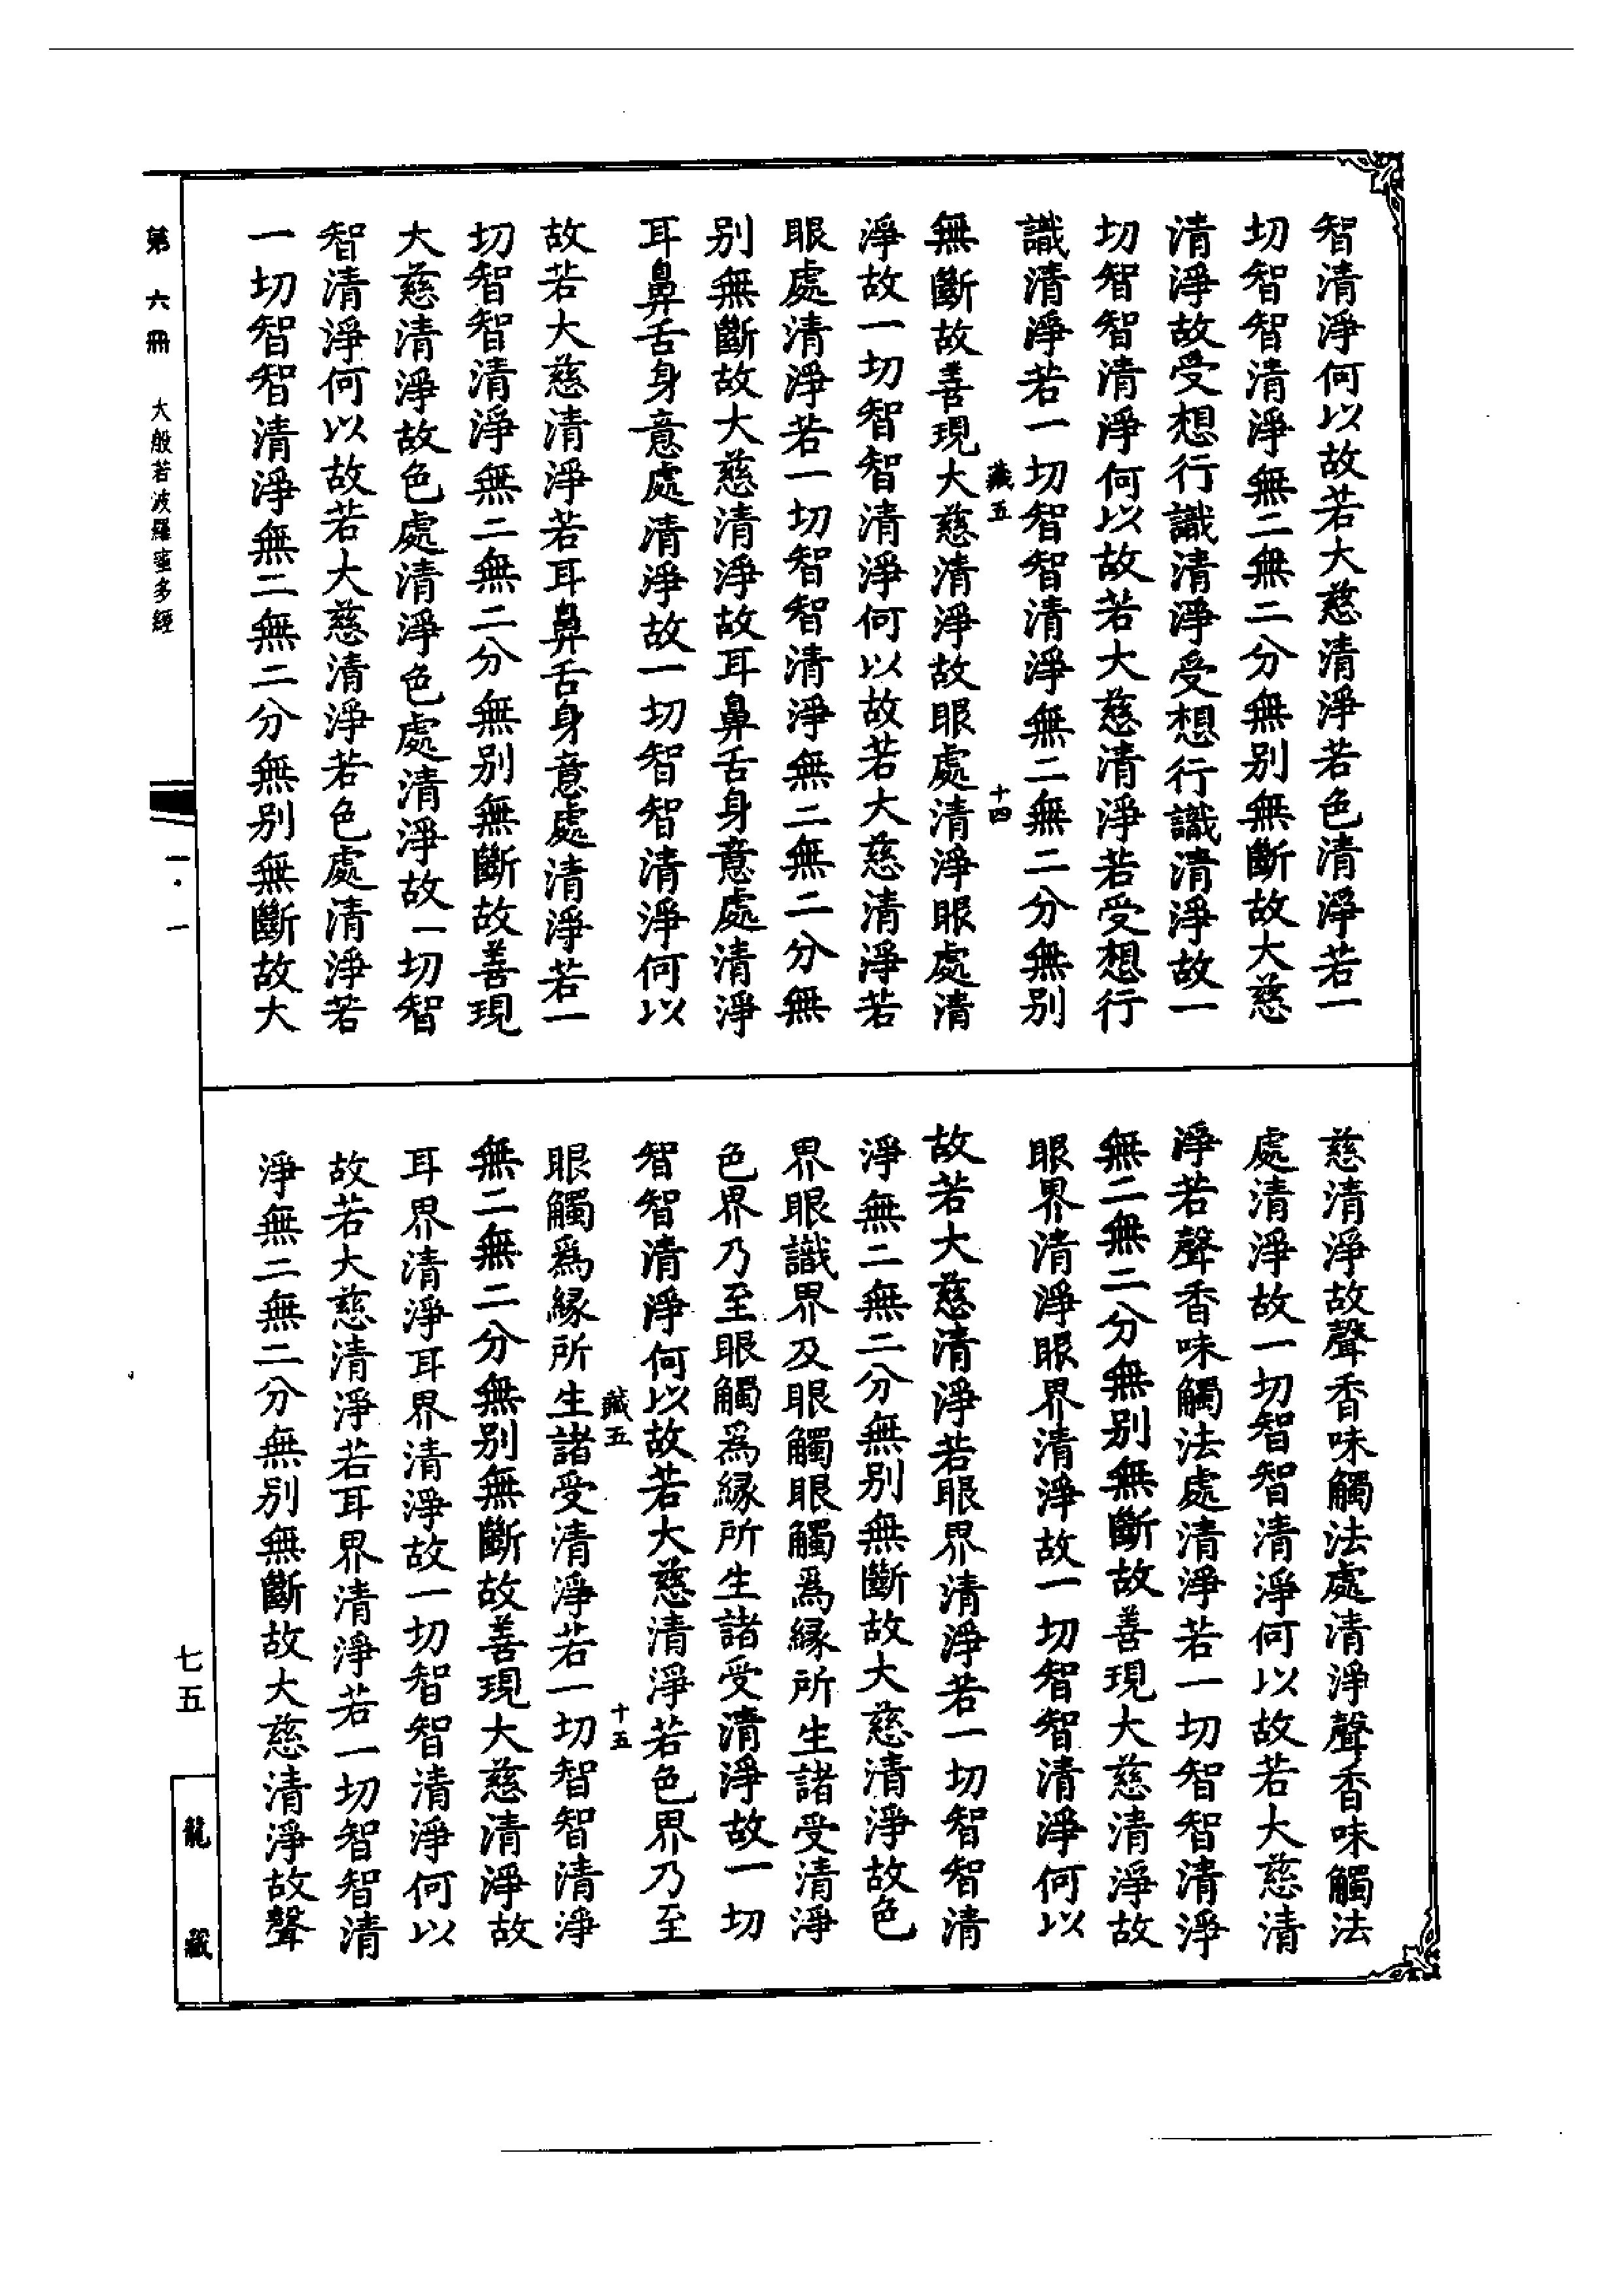 智清淨何以故若大慈清淨若色清淨若一
切智智清淨無二無二分無别無斷故大慈
清淨故受想行識清淨受想行識清淨故一
切智智清淨何以故若大慈清淨若受想行
識清淨若一切智智清淨無二無二分無别
藏五 十四
無斷故善現大慈清淨故眼處清淨眼處清
淨故一切智智清淨何以故若大慈清淨若
眼處清淨若一切智智清淨無二無二分無
别無斷故大慈清淨故耳鼻舌身意處清淨
耳鼻舌身意處清淨故一切智智清淨何以
故若大慈清淨若耳鼻舌身意處清淨若一
切智智清淨無二無二分無别無斷故善現
大慈清淨故色處清淨色處清淨故一切智
智清淨何以故若大慈清淨若色處清淨若
一切智智清淨無二無二分無别無斷故大
慈清淨故聲香味觸法處清淨聲香味觸法
處清淨故一切智智清淨何以故若大慈清
淨若聲香味觸法處清淨若一切智智清淨
無二無二分無别無斷故善現大慈清淨故
眼界清淨眼界清淨故一切智智清淨何以
故若大慈清淨若眼界清淨若一切智智清
淨無二無二分無别無斷故大慈清淨故色
界眼識界及眼觸眼觸爲緣所生諸受清淨
色界乃至眼觸爲緣所生諸受清淨故一切
智智清淨何以故若大慈清淨若色界乃至
藏五 十五
眼觸爲緣所生諸受清淨若一切智智清淨
無二無二分無别無斷故善現大慈清淨故
耳界清淨耳界清淨故一切智智清淨何以
故若大慈清淨若耳界清淨若一切智智清
淨無二無二分無别無斷故大慈清淨故聲
第六冊 大般若波羅蜜多經 一·一 七五 龍藏